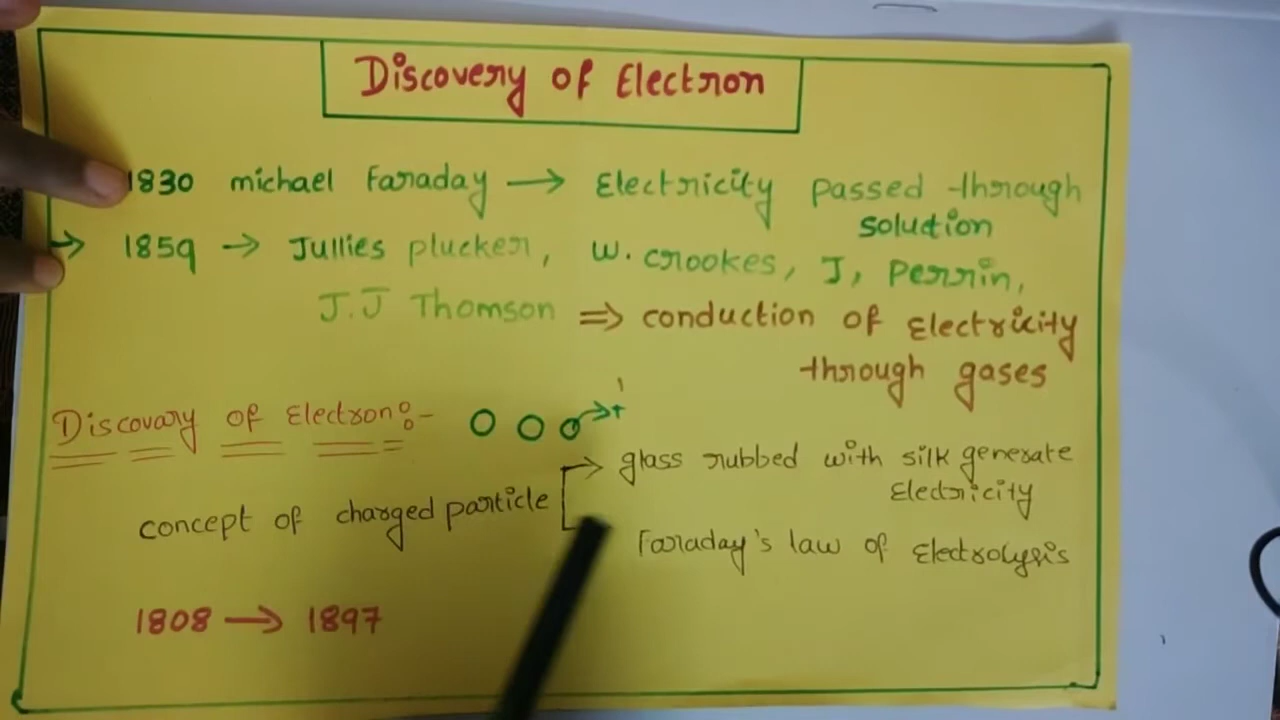 Discovery of Electron
1830 michael Faraday → Electricity passed through
solution
→ 1859 → Jullies plucker, W. crookes, J, Perrin,
J.J Thomson ⇒ conduction of Electricity
through gases
Discovary of Electron:-
glass rubbed with silk generate
Electricity
concept of charged particle
Faraday's law of Electrolysis
1808 → 1897